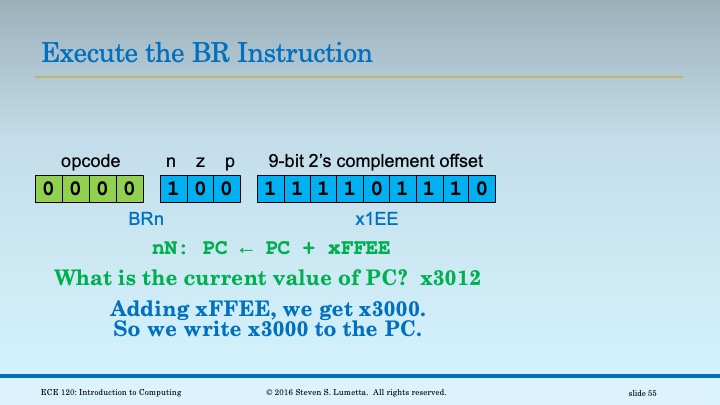 Execute the BR Instruction
opcode n z p 9-bit 2's complement offset
0 0 0 0 1 0 0 1 1 1 1 0 1 1 1 0
BRn x1EE
nN: PC ← PC + xFFEE
What is the current value of PC? x3012
Adding xFFEE, we get x3000.
So we write x3000 to the PC.
ECE 120: Introduction to Computing © 2016 Steven S. Lumetta. All rights reserved. slide 55